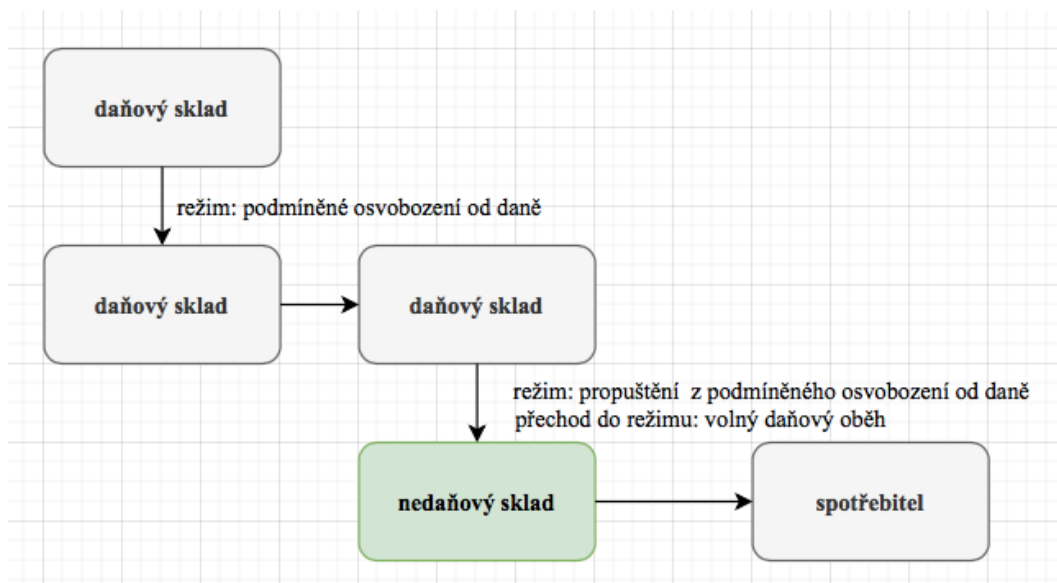 daňový sklad
režim: podmíněné osvobození od daně
daňový sklad
daňový sklad
režim: propuštění z podmíněného osvobození od daně
přechod do režimu: volný daňový oběh
nedaňový sklad
spotřebitel